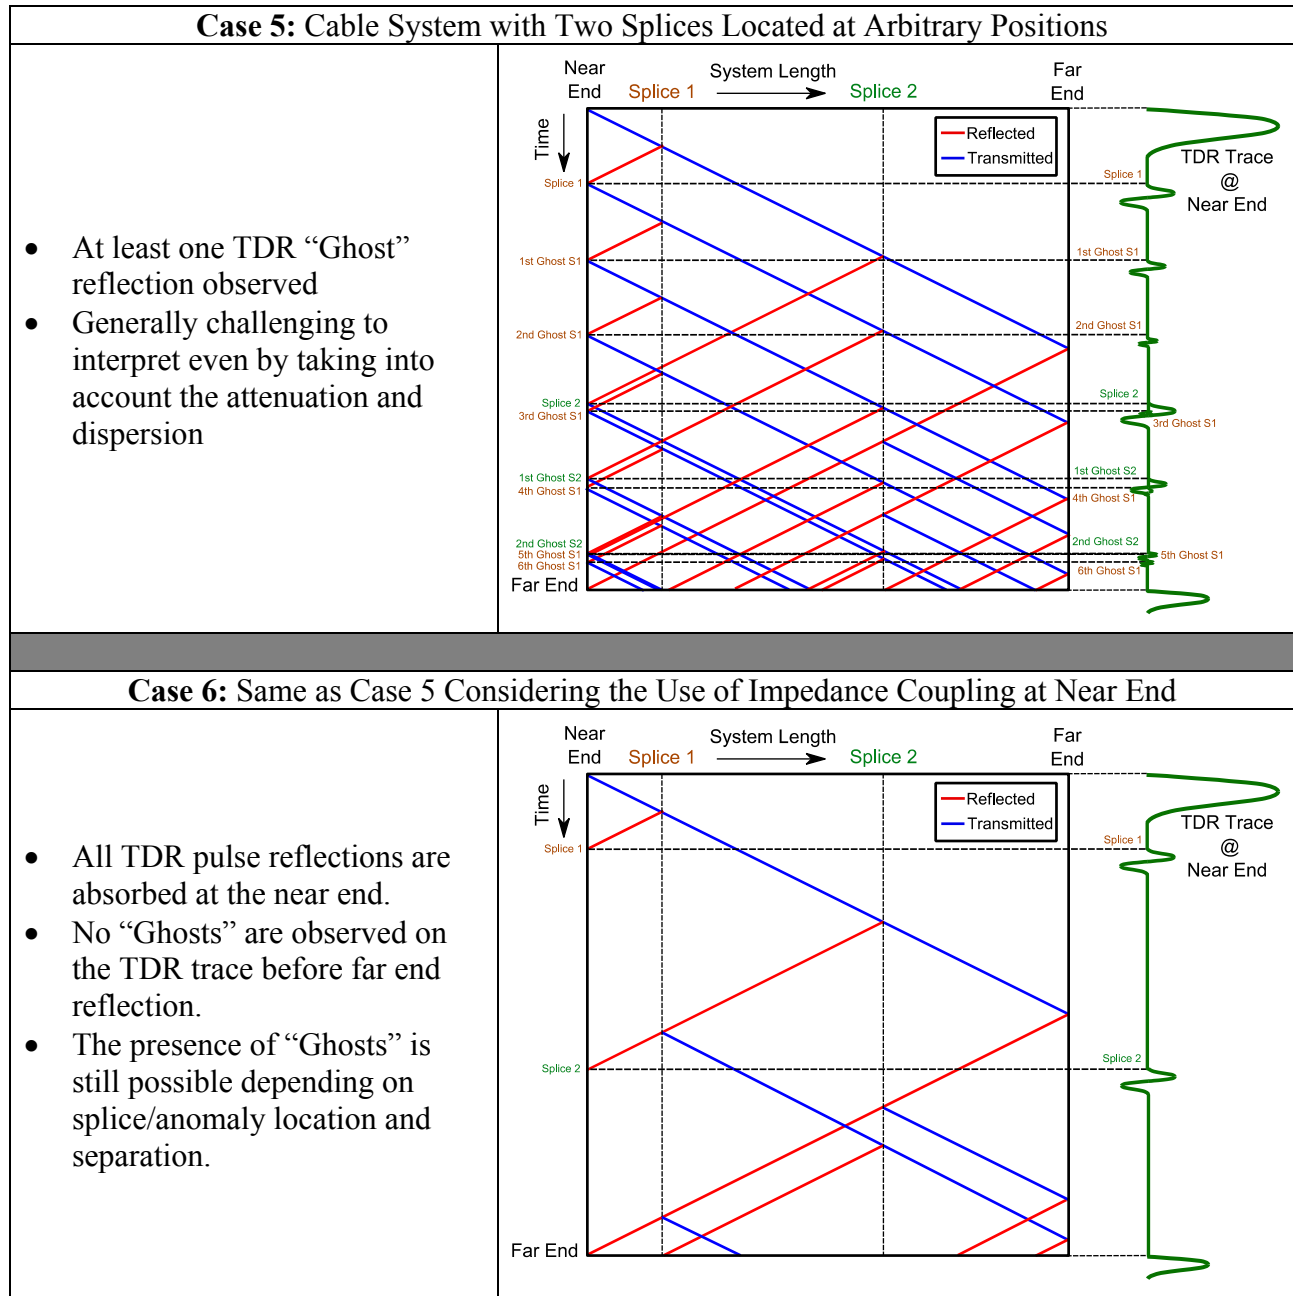 Case 5: Cable System with Two Splices Located at Arbitrary Positions
• At least one TDR “Ghost”
reflection observed
• Generally challenging to
interpret even by taking into
account the attenuation and
dispersion
Near
End
Splice 1
System Length
Splice 2
Far
End
Time
Reflected
Transmitted
TDR Trace
@
Near End
Splice 1
1st Ghost S1
2nd Ghost S1
Splice 2
3rd Ghost S1
1st Ghost S2
4th Ghost S1
2nd Ghost S2
5th Ghost S1
6th Ghost S1
Far End
Splice 1
1st Ghost S1
2nd Ghost S1
Splice 2
3rd Ghost S1
1st Ghost S2
4th Ghost S1
2nd Ghost S2
5th Ghost S1
6th Ghost S1
Case 6: Same as Case 5 Considering the Use of Impedance Coupling at Near End
• All TDR pulse reflections are
absorbed at the near end.
• No “Ghosts” are observed on
the TDR trace before far end
reflection.
• The presence of “Ghosts” is
still possible depending on
splice/anomaly location and
separation.
Near
End
Splice 1
System Length
Splice 2
Far
End
Time
Reflected
Transmitted
TDR Trace
@
Near End
Splice 1
Splice 2
Far End
Splice 1
Splice 2